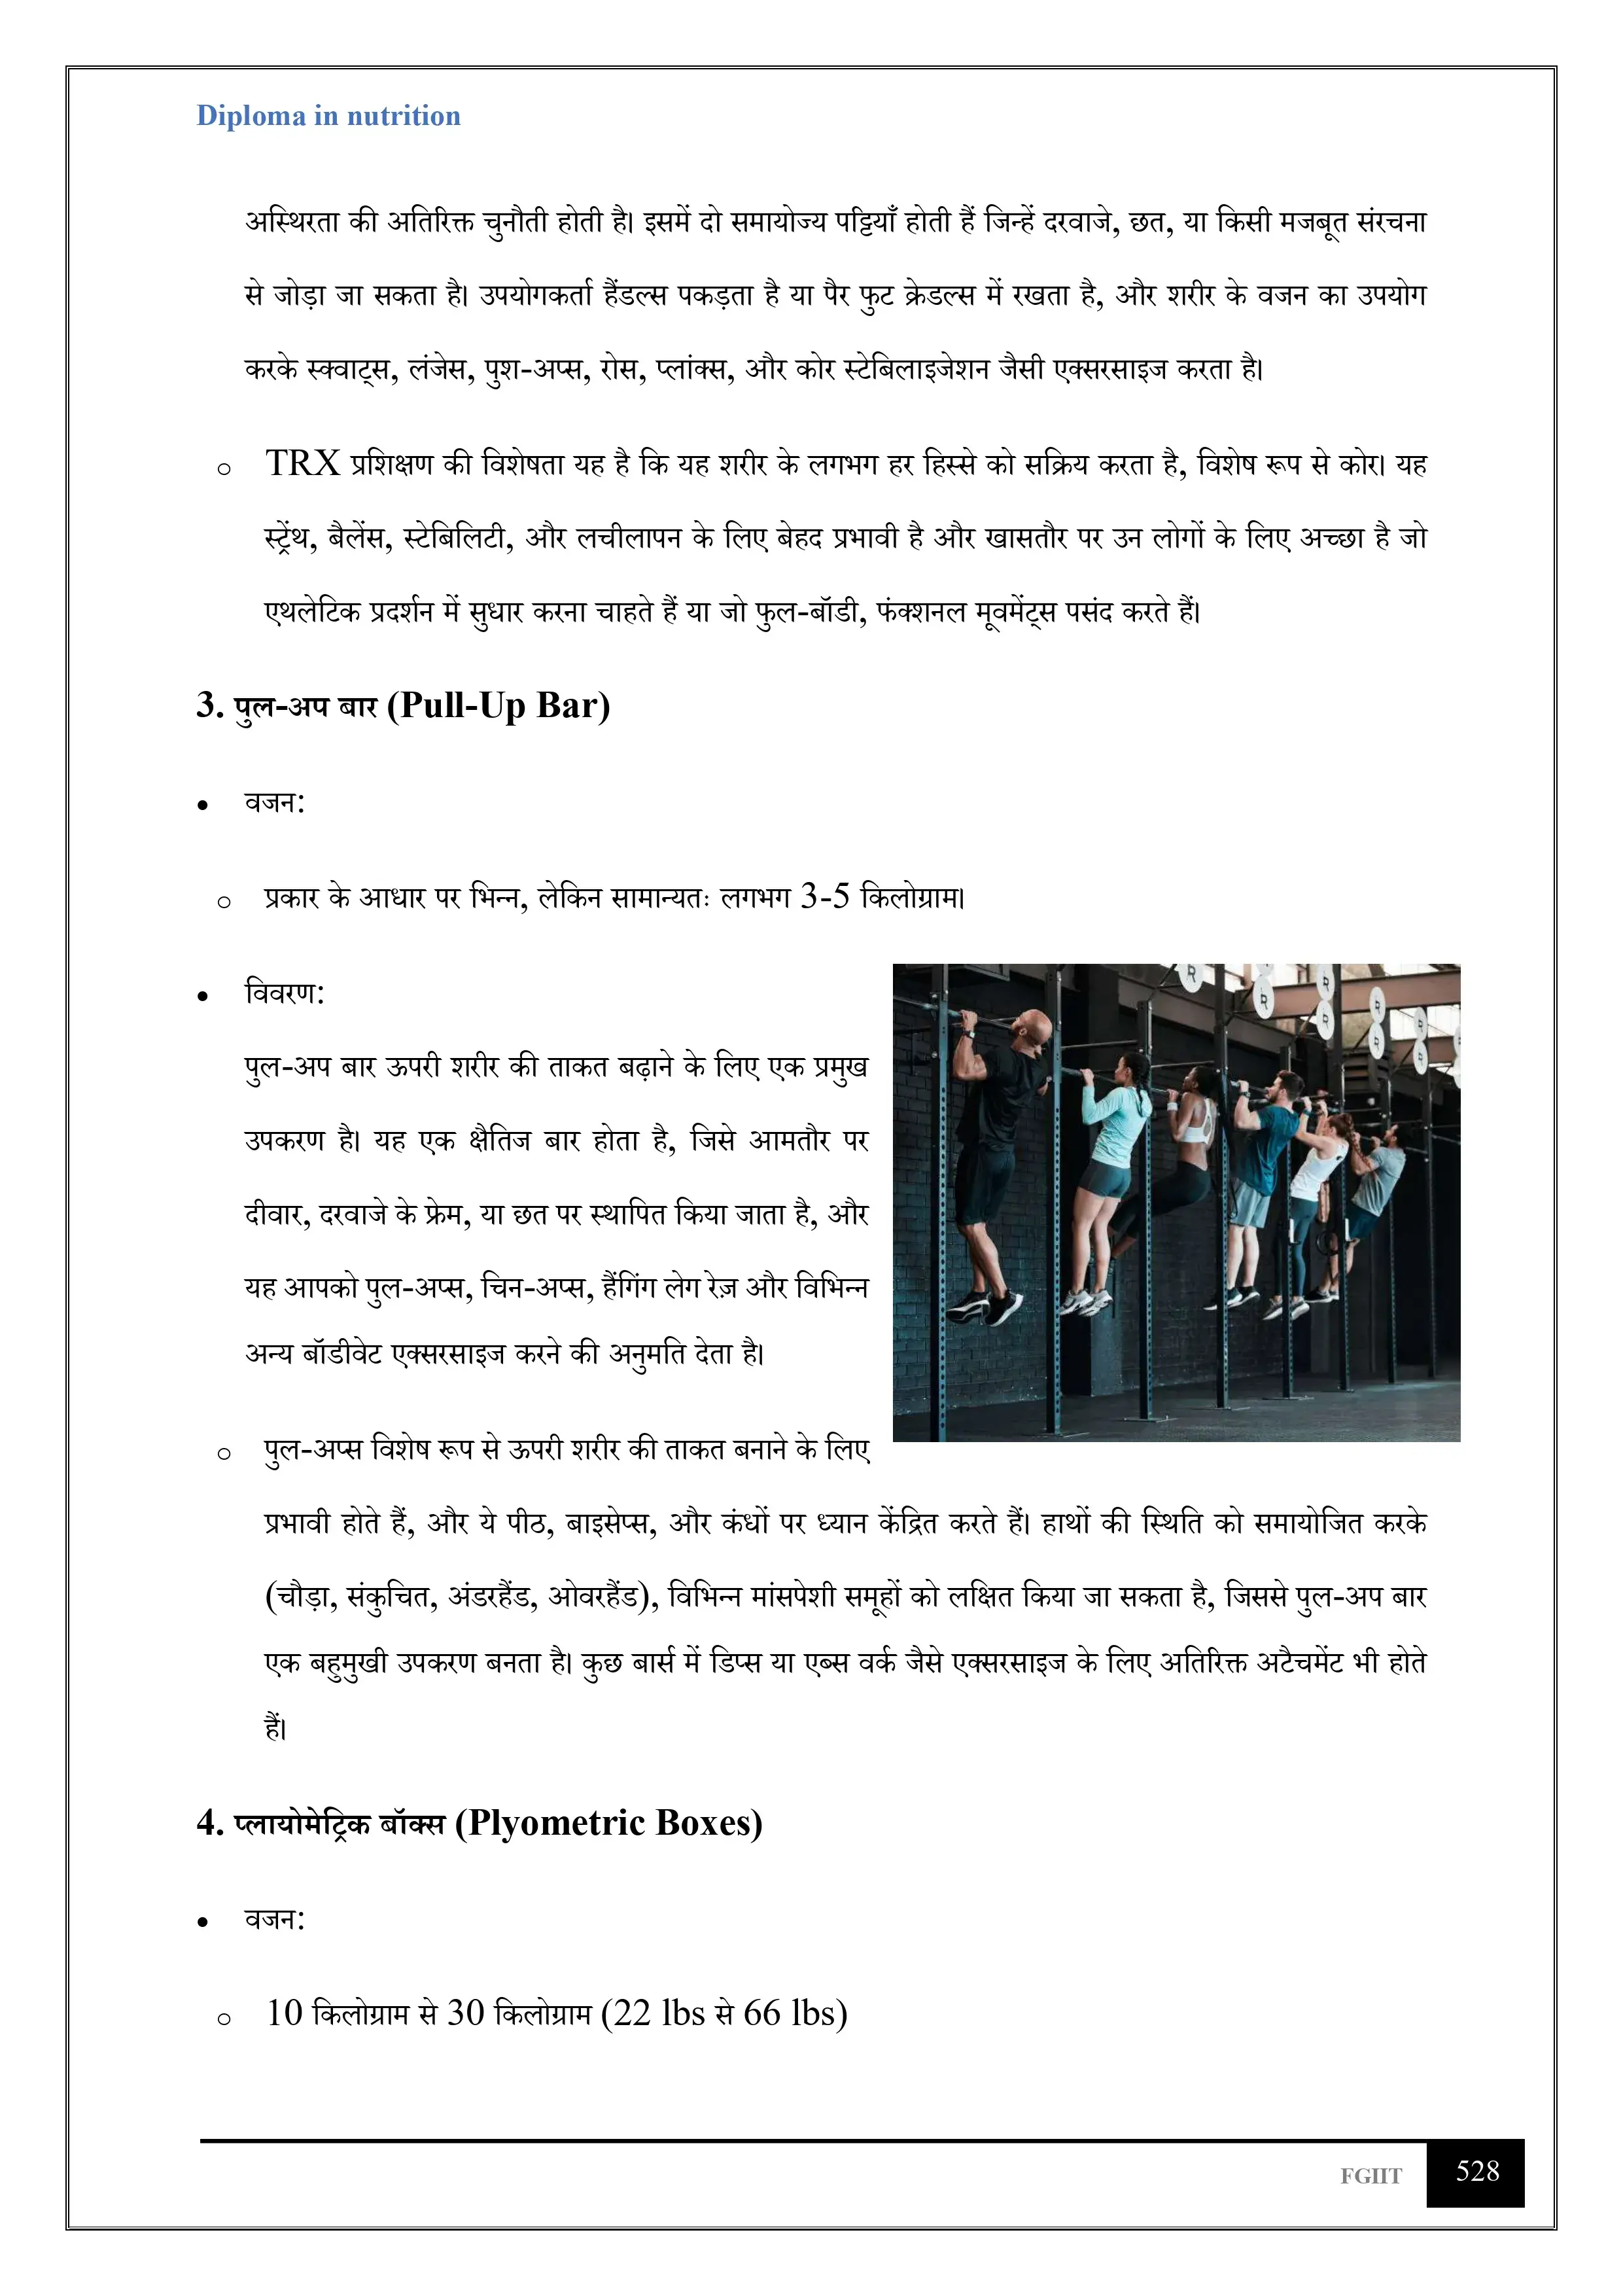 Diploma in nutrition
अस्थिरता की अतिरिक्त चुनौती होती है। इसमें दो समायोज्य पट्टियाँ होती हैं जिन्हें दरवाजे, छत, या किसी मजबूत संरचना
से जोड़ा जा सकता है। उपयोगकर्ता हैंडल्स पकड़ता है या पैर फुट क्रेडल्स में रखता है, और शरीर के वजन का उपयोग
करके स्क्वाट्स, लंजेस, पुश-अप्स, रोस, प्लांक्स, और कोर स्टेबिलाइजेशन जैसी एक्सरसाइज करता है।
o TRX प्रशिक्षण की विशेषता यह है कि यह शरीर के लगभग हर हिस्से को सक्रिय करता है, विशेष रूप से कोर। यह
स्ट्रेंथ, बैलेंस, स्टेबिलिटी, और लचीलापन के लिए बेहद प्रभावी है और खासतौर पर उन लोगों के लिए अच्छा है जो
एथलेटिक प्रदर्शन में सुधार करना चाहते हैं या जो फुल-बॉडी, फंक्शनल मूवमेंट्स पसंद करते हैं।
3. पुल-अप बार (Pull-Up Bar)
• वजन:
o प्रकार के आधार पर भिन्न, लेकिन सामान्यतः लगभग 3-5 किलोग्राम।
• विवरण:
पुल-अप बार ऊपरी शरीर की ताकत बढ़ाने के लिए एक प्रमुख
उपकरण है। यह एक क्षैतिज बार होता है, जिसे आमतौर पर
दीवार, दरवाजे के फ्रेम, या छत पर स्थापित किया जाता है, और
यह आपको पुल-अप्स, चिन-अप्स, हैंगिंग लेग रेज़ और विभिन्न
अन्य बॉडीवेट एक्सरसाइज करने की अनुमति देता है।
o पुल-अप्स विशेष रूप से ऊपरी शरीर की ताकत बनाने के लिए
प्रभावी होते हैं, और ये पीठ, बाइसेप्स, और कंधों पर ध्यान केंद्रित करते हैं। हाथों की स्थिति को समायोजित करके
(चौड़ा, संकुचित, अंडरहैंड, ओवरहैंड), विभिन्न मांसपेशी समूहों को लक्षित किया जा सकता है, जिससे पुल-अप बार
एक बहुमुखी उपकरण बनता है। कुछ बार्स में डिप्स या एब्स वर्क जैसे एक्सरसाइज के लिए अतिरिक्त अटैचमेंट भी होते
हैं।
4. प्लायोमेट्रिक बॉक्स (Plyometric Boxes)
• वजन:
o 10 किलोग्राम से 30 किलोग्राम (22 lbs से 66 lbs)
FGIIT 528